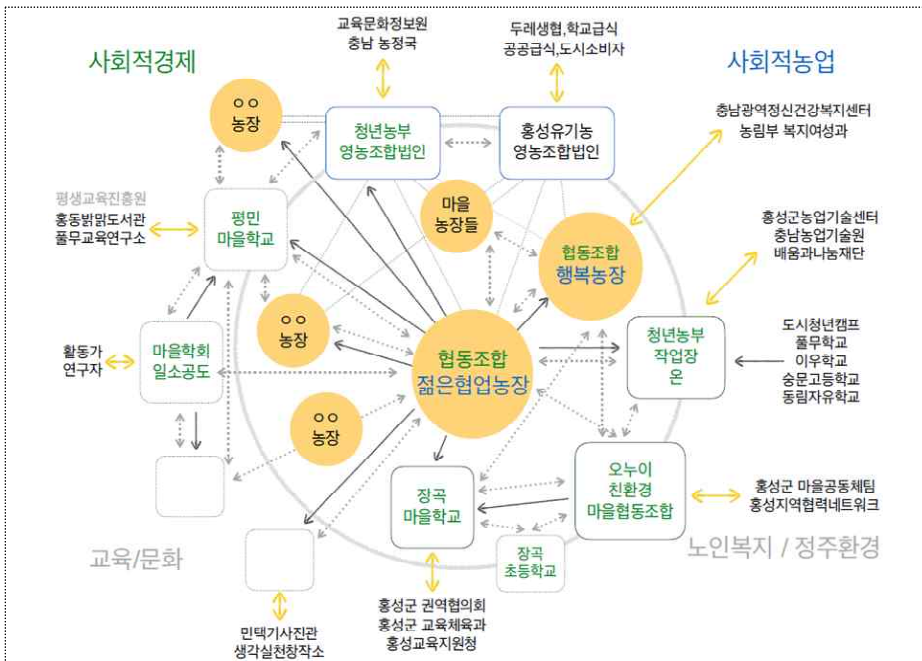 교육문화정보원
충남 농정국
두레생협,학교급식
공공급식,도시소비자
사회적경제
사회적농업
ㅇㅇ
농장
청년농부
영농조합법인
홍성유기농
영농조합법인
충남광역정신건강복지센터
농림부 복지여성과
평생교육진흥원
홍동밝맑도서관
풀무교육연구소
평민
마을학교
마을
농장들
협동조합
행복농장
홍성군농업기술센터
충남농업기술원
배움과나눔재단
ㅇㅇ
농장
활동가
연구자
마을학회
일소공도
협동조합
젊은협업농장
청년농부
작업장
온
도시청년캠프
풀무학교
이우학교
숭문고등학교
동림자유학교
ㅇㅇ
농장
장곡
마을학교
오누이
친환경
마을협동조합
홍성군 마을공동체팀
홍성지역협력네트워크
교육/문화
장곡
초등학교
노인복지 / 정주환경
민택기사진관
생각실천창작소
홍성군 권역협의회
홍성군 교육체육과
홍성교육지원청